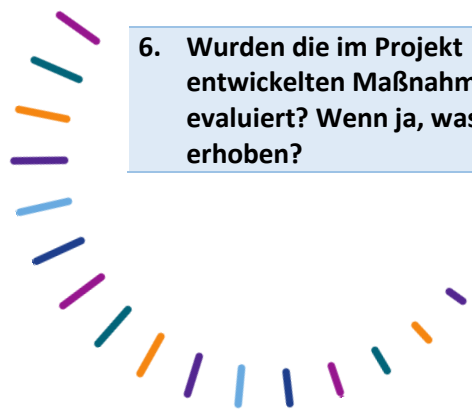 6. Wurden die im Projekt
entwickelten Maßnahm
evaluiert? Wenn ja, was
erhoben?